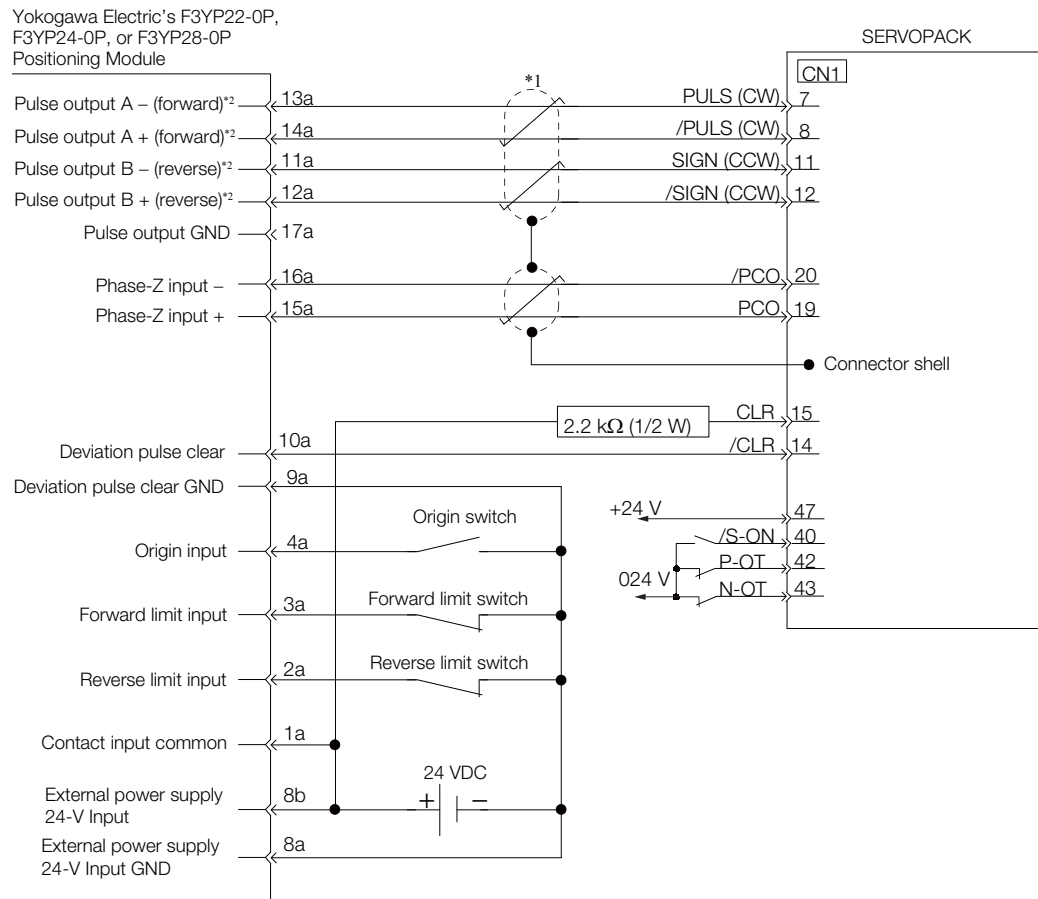 Yokogawa Electric's F3YP22-0P,
F3YP24-0P, or F3YP28-0P
Positioning Module
SERVOPACK
CN1
*1
Pulse output A – (forward)*2
13a
PULS (CW)
7
Pulse output A + (forward)*2
14a
/PULS (CW)
8
Pulse output B – (reverse)*2
11a
SIGN (CCW)
11
Pulse output B + (reverse)*2
12a
/SIGN (CCW)
12
Pulse output GND
17a
Phase-Z input –
16a
/PCO
20
Phase-Z input +
15a
PCO
19
Connector shell
2.2 kΩ (1/2 W)
CLR
15
Deviation pulse clear
10a
/CLR
14
Deviation pulse clear GND
9a
+24 V
47
Origin switch
/S-ON
40
Origin input
4a
P-OT
42
024 V
N-OT
43
Forward limit switch
Forward limit input
3a
Reverse limit switch
Reverse limit input
2a
Contact input common
1a
24 VDC
External power supply
24-V Input
8b
+
–
External power supply
24-V Input GND
8a